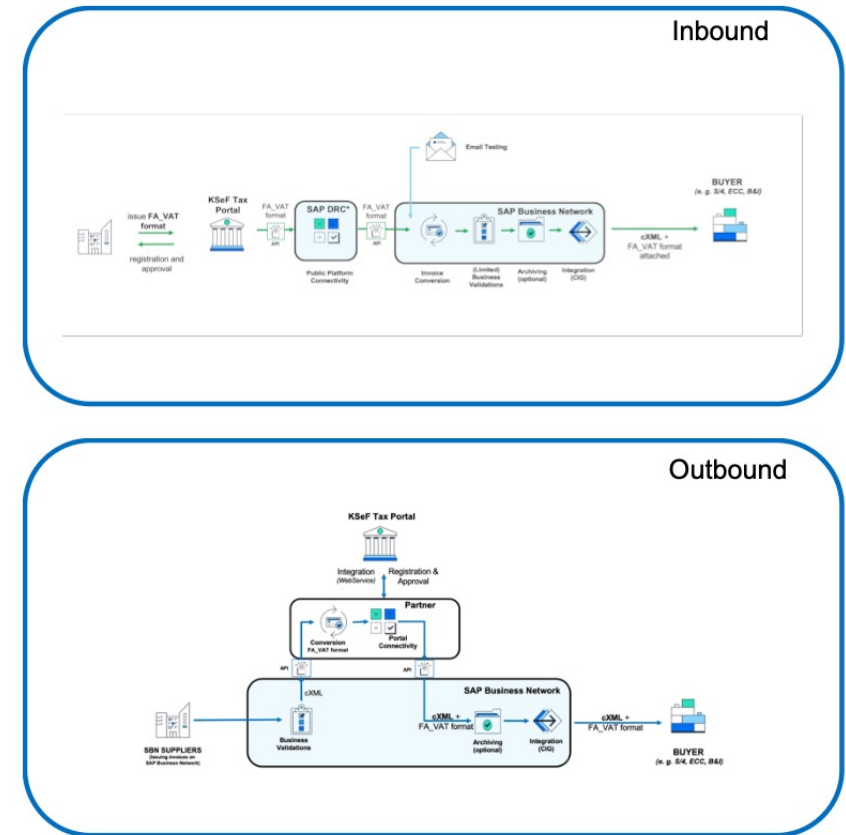 Inbound
Email Testing
BUYER
(e. g. S/4, ECC, B&I)
issue FA_VAT
format
registration and
approval
KSeF Tax
Portal
FA_VAT
format
API
SAP DRC*
Public Platform
Connectivity
FA_VAT
format
API
SAP Business Network
Invoice
Conversion
(Limited)
Business
Validations
Archiving
(optional)
Integration
(CIG)
cXML +
FA_VAT format
attached
Outbound
KSeF Tax Portal
Integration
(WebService)
Registration &
Approval
Partner
Conversion
FA_VAT format
Portal
Connectivity
API
API
cXML
SAP Business Network
SBN SUPPLIERS
(Issuing invoices on
SAP Business Network)
Business
Validations
cXML +
FA_VAT format
Archiving
(optional)
Integration
(CIG)
cXML +
FA_VAT format
BUYER
(e. g. S/4, ECC, B&I)